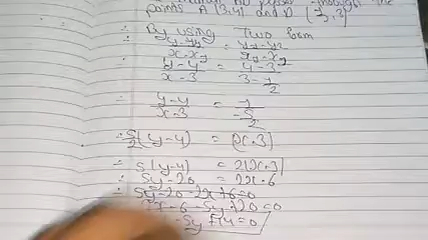 points A (3,4) and D (1/2, 3)
∴ By using Two form
y-y1 / x-x1 = y1-y2 / x1-x2
∴ y-4 / x-3 = 4-3 / 3-1/2
∴ y-4 / x-3 = 1 / 5/2
∴ 5/2 (y-4) = (x-3)
∴ 5(y-4) = 2(x-3)
∴ 5y-20 = 2x-6
∴ 5y-20-2x+6=0
-6-5y+20=0
-5y+14=0